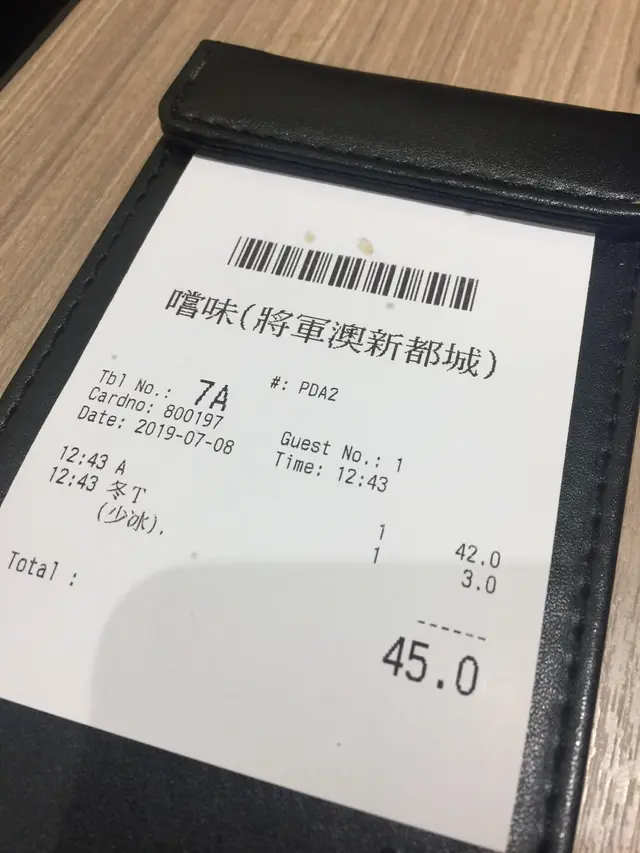 嚐味(將軍澳新都城)
Tbl No.: 7A #: PDA2
Cardno: 800197 Guest No.: 1
Date: 2019-07-08 Time: 12:43
12:43 A 1 42.0
12:43 冬T 1 3.0
(少冰).
Total :
------
45.0